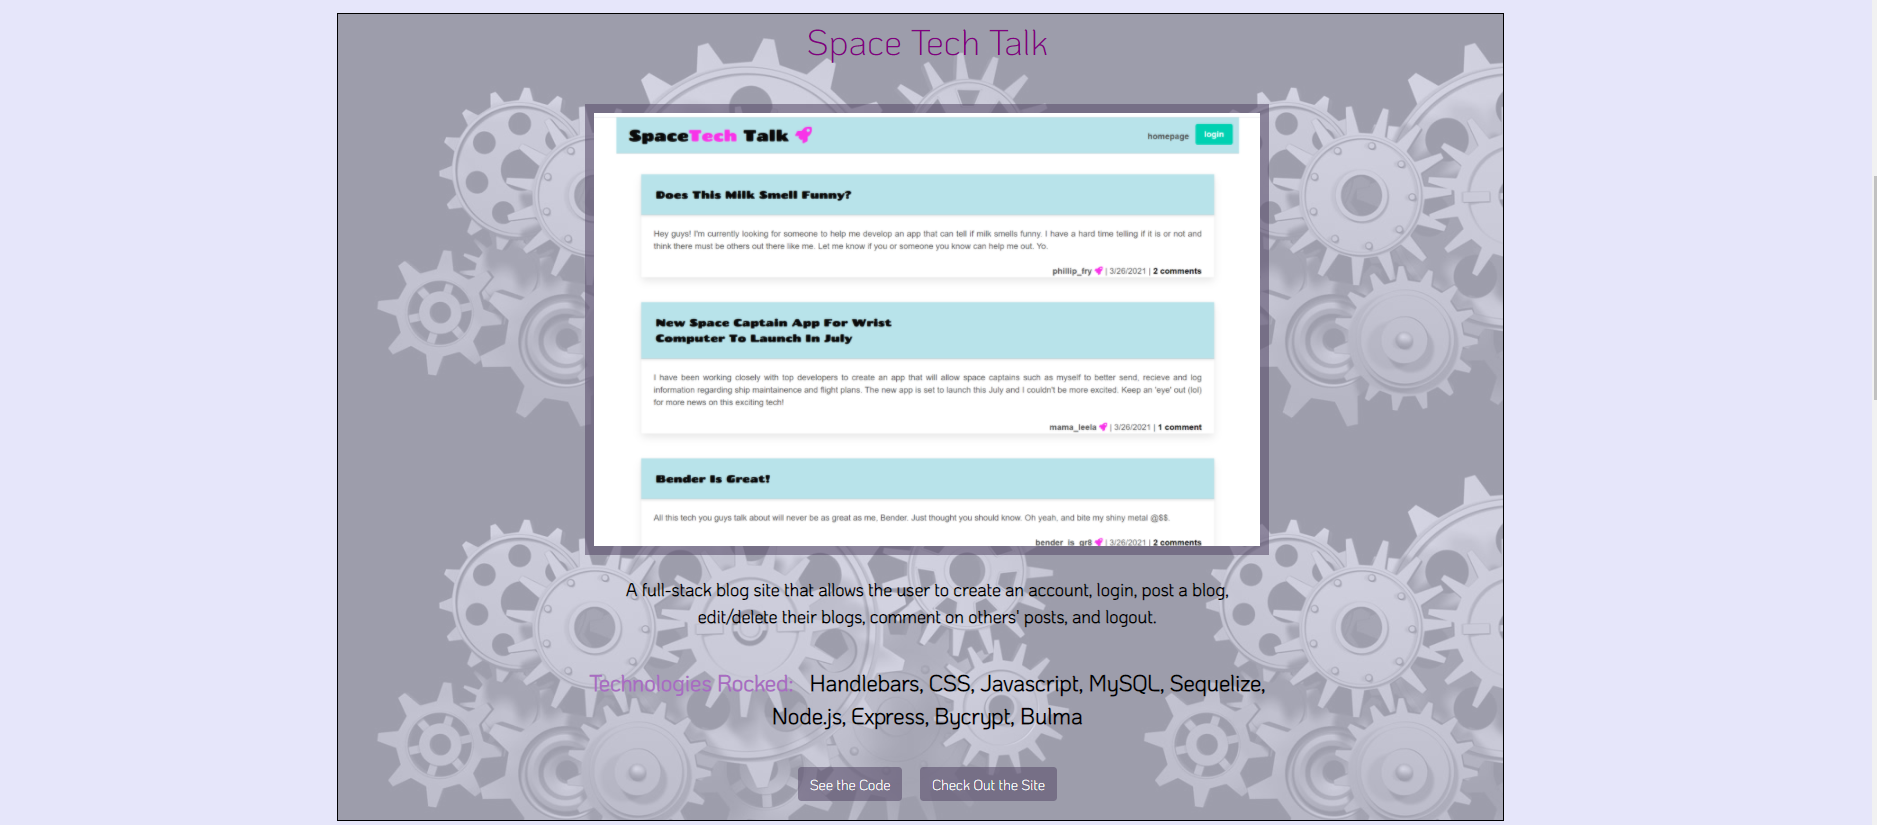 Space Tech Talk
SpaceTech Talk
homepage
login
Does This Milk Smell Funny?
Hey guys! I'm currently looking for someone to help me develop an app that can tell if milk smells funny. I have a hard time telling if it is or not and
think there must be others out there like me. Let me know if you or someone you know can help me out. Yo.
phillip_fry | 3/26/2021 | 2 comments
New Space Captain App For Wrist
Computer To Launch In July
I have been working closely with top developers to create an app that will allow space captains such as myself to better send, recieve and log
information regarding ship maintainence and flight plans. The new app is set to launch this July and I couldn't be more excited. Keep an 'eye' out (lol)
for more news on this exciting tech!
mama_leela | 3/26/2021 | 1 comment
Bender Is Great!
All this tech you guys talk about will never be as great as me, Bender. Just thought you should know. Oh yeah, and bite my shiny metal @$$.
bender_is_gr8 | 3/26/2021 | 2 comments
A full-stack blog site that allows the user to create an account, login, post a blog,
edit/delete their blogs, comment on others' posts, and logout.
Technologies Rocked: Handlebars, CSS, Javascript, MySQL, Sequelize,
Node.js, Express, Bycrypt, Bulma
See the Code
Check Out the Site